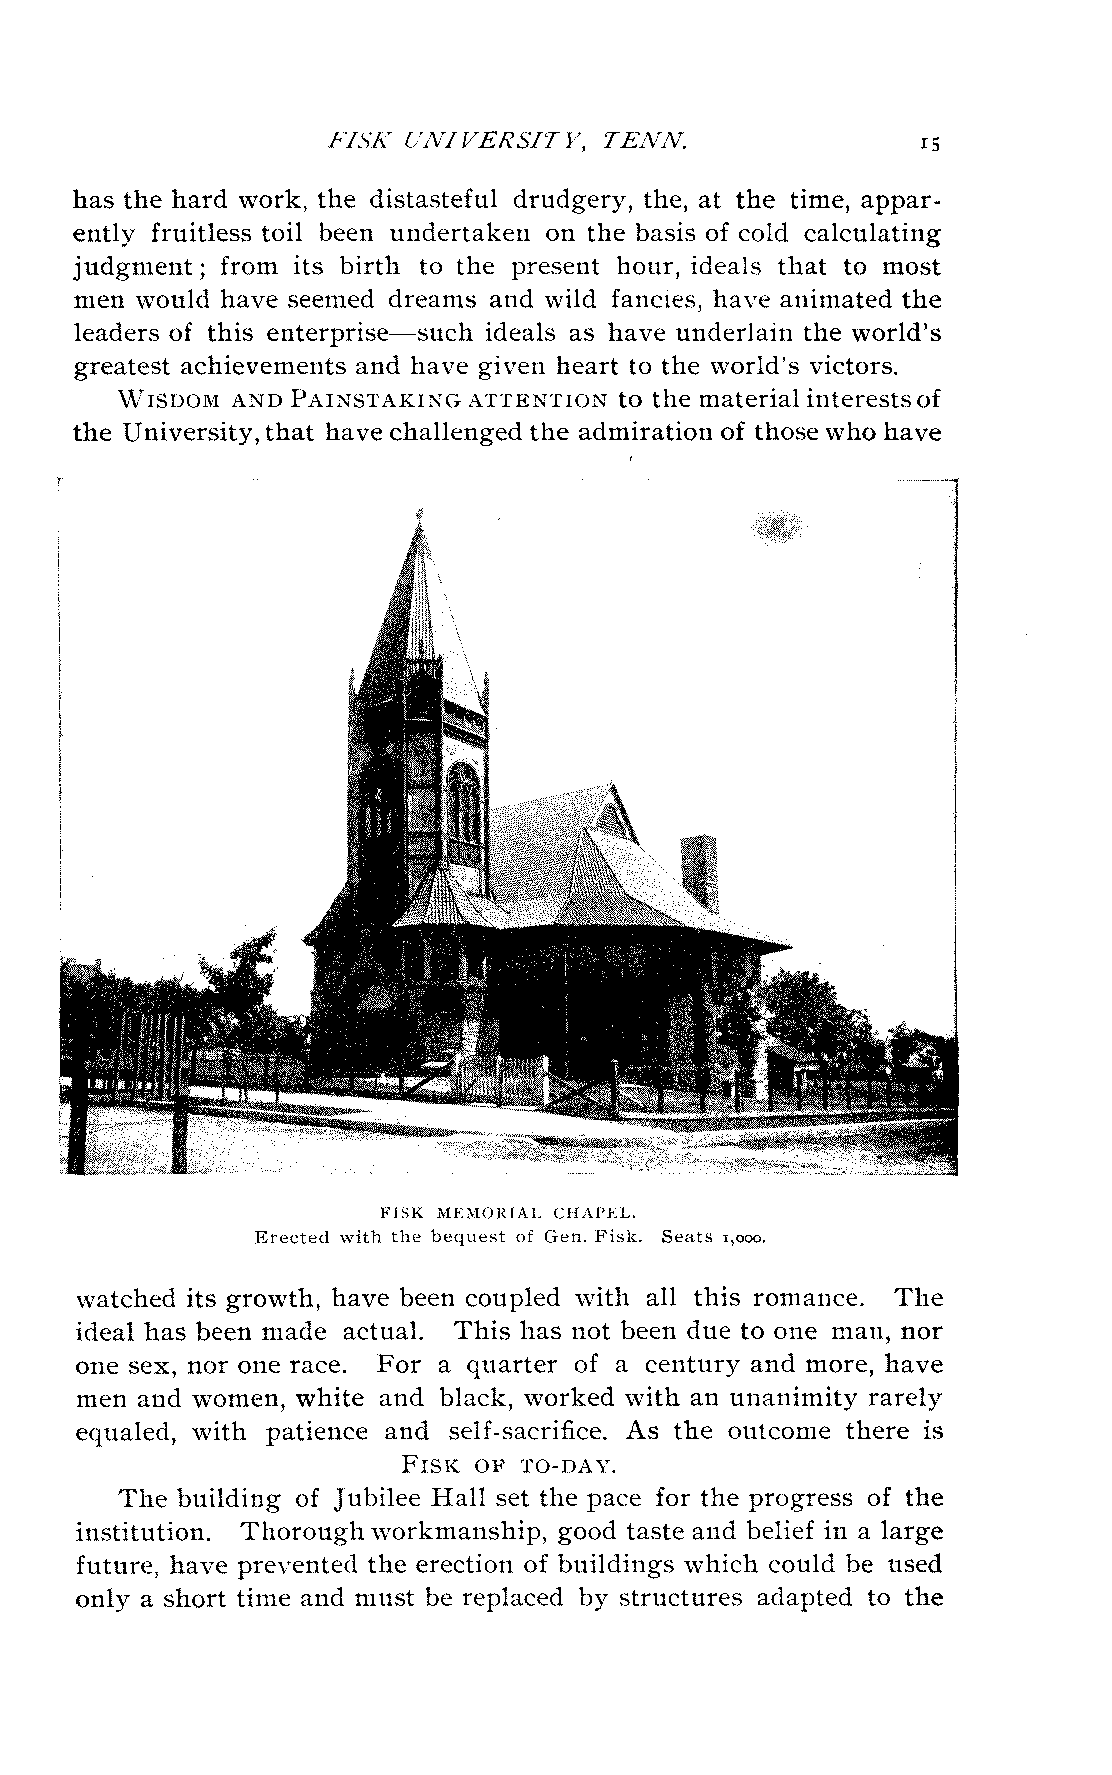 FISK UNIVERSITY, TENN. 15
has the hard work, the distasteful drudgery, the, at the time, appar-
ently fruitless toil been undertaken on the basis of cold calculating
judgment; from its birth to the present hour, ideals that to most
men would have seemed dreams and wild fancies, have animated the
leaders of this enterprise—such ideals as have underlain the world's
greatest achievements and have given heart to the world's victors.
WISDOM AND PAINSTAKING ATTENTION to the material interests of
the University, that have challenged the admiration of those who have
FISK MEMORIAL CHAPEL.
Erected with the bequest of Gen. Fisk. Seats 1,000.
watched its growth, have been coupled with all this romance. The
ideal has been made actual. This has not been due to one man, nor
one sex, nor one race. For a quarter of a century and more, have
men and women, white and black, worked with an unanimity rarely
equaled, with patience and self-sacrifice. As the outcome there is
FISK OF TO-DAY.
The building of Jubilee Hall set the pace for the progress of the
institution. Thorough workmanship, good taste and belief in a large
future, have prevented the erection of buildings which could be used
only a short time and must be replaced by structures adapted to the